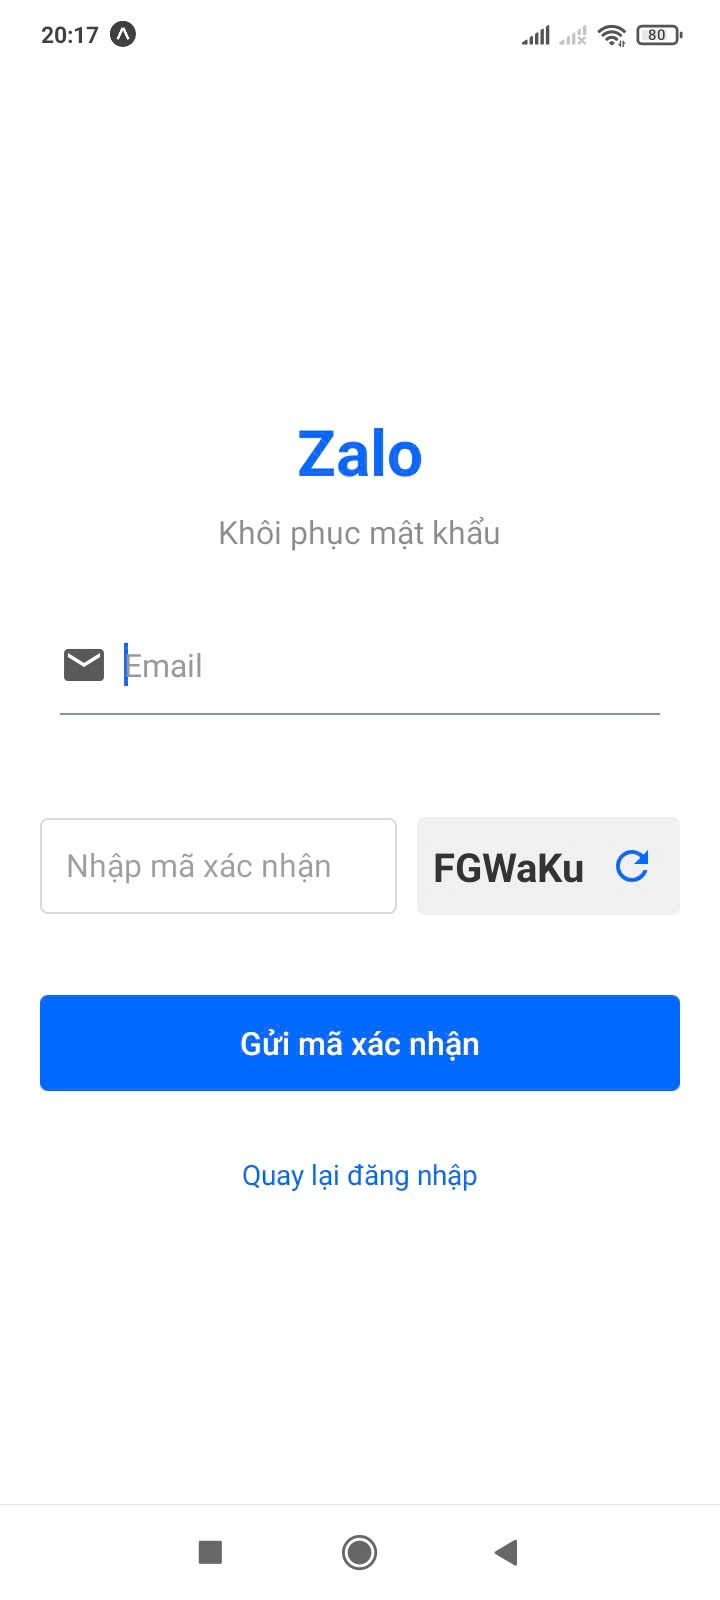 20:17
80
Zalo
Khôi phục mật khẩu
Email
Nhập mã xác nhận
FGWaKu
Gửi mã xác nhận
Quay lại đăng nhập